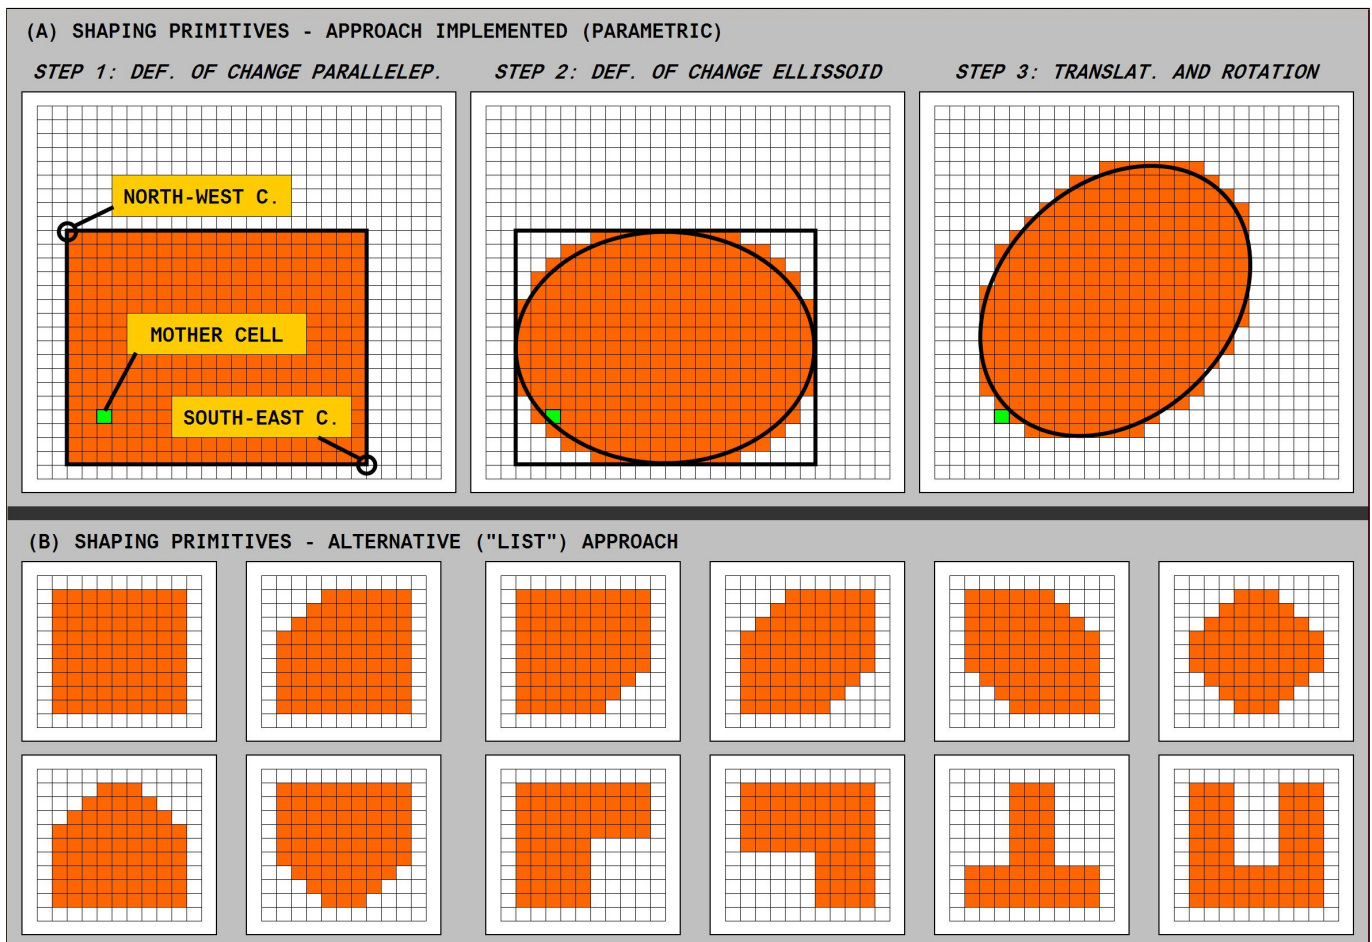 (A) SHAPING PRIMITIVES - APPROACH IMPLEMENTED (PARAMETRIC)
STEP 1: DEF. OF CHANGE PARALLELEP.
STEP 2: DEF. OF CHANGE ELLISSOID
STEP 3: TRANSLAT. AND ROTATION
NORTH-WEST C.
MOTHER CELL
SOUTH-EAST C.
(B) SHAPING PRIMITIVES - ALTERNATIVE ("LIST") APPROACH